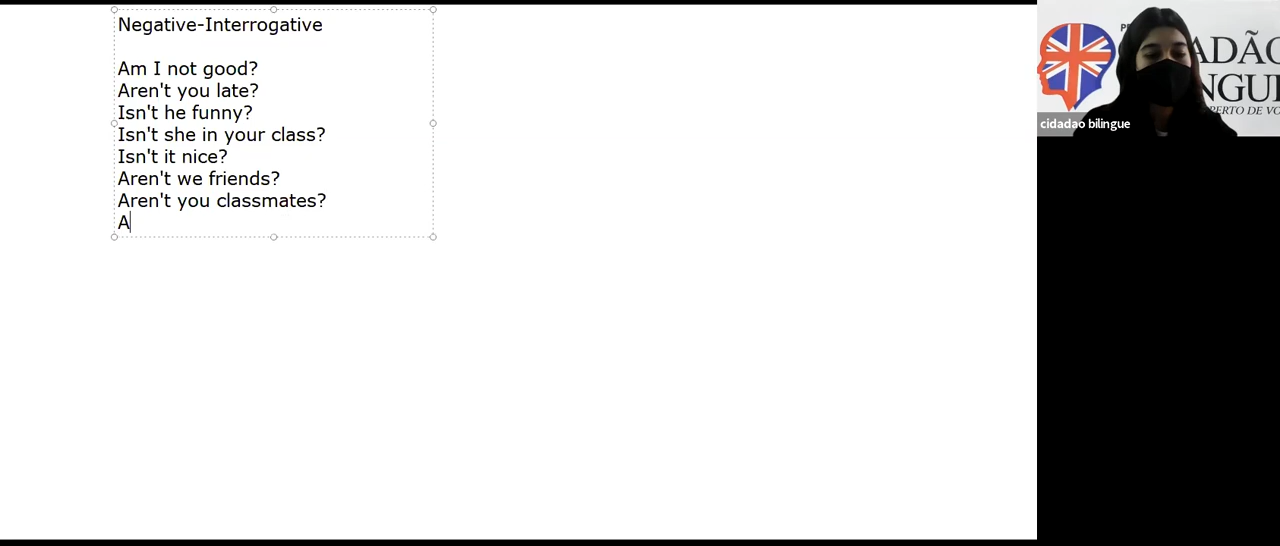 Negative-Interrogative
Am I not good?
Aren't you late?
Isn't he funny?
Isn't she in your class?
Isn't it nice?
Aren't we friends?
Aren't you classmates?
A
cidadao bilingue